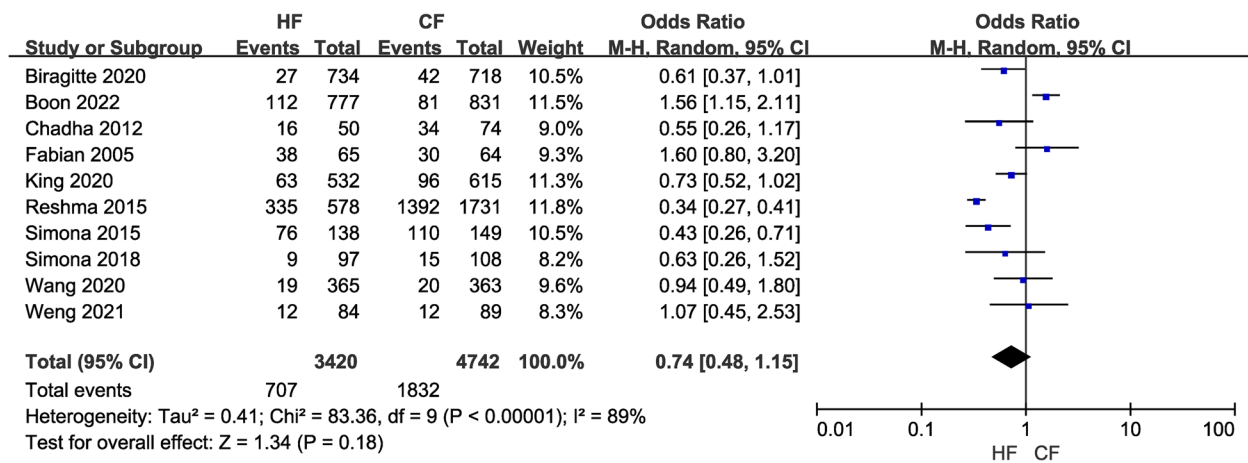 HF CF Odds Ratio Odds Ratio
Study or Subgroup Events Total Events Total Weight M-H, Random, 95% CI M-H, Random, 95% CI
Biragitte 2020 27 734 42 718 10.5% 0.61 [0.37, 1.01]
Boon 2022 112 777 81 831 11.5% 1.56 [1.15, 2.11]
Chadha 2012 16 50 34 74 9.0% 0.55 [0.26, 1.17]
Fabian 2005 38 65 30 64 9.3% 1.60 [0.80, 3.20]
King 2020 63 532 96 615 11.3% 0.73 [0.52, 1.02]
Reshma 2015 335 578 1392 1731 11.8% 0.34 [0.27, 0.41]
Simona 2015 76 138 110 149 10.5% 0.43 [0.26, 0.71]
Simona 2018 9 97 15 108 8.2% 0.63 [0.26, 1.52]
Wang 2020 19 365 20 363 9.6% 0.94 [0.49, 1.80]
Weng 2021 12 84 12 89 8.3% 1.07 [0.45, 2.53]
Total (95% CI) 3420 4742 100.0% 0.74 [0.48, 1.15]
Total events 707 1832
Heterogeneity: Tau² = 0.41; Chi² = 83.36, df = 9 (P < 0.00001); I² = 89%
Test for overall effect: Z = 1.34 (P = 0.18)
0.01 0.1 1 10 100
HF CF